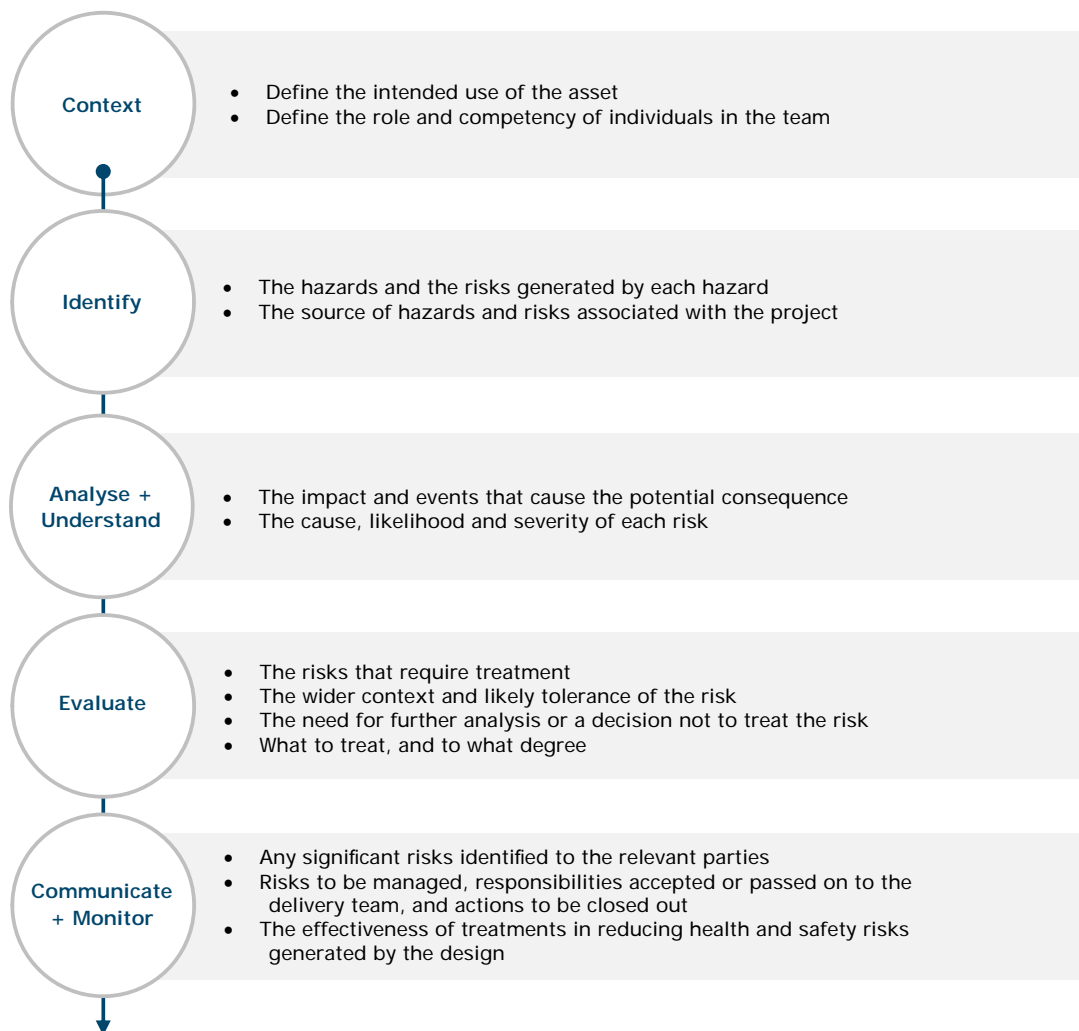 Context
• Define the intended use of the asset
• Define the role and competency of individuals in the team
Identify
• The hazards and the risks generated by each hazard
• The source of hazards and risks associated with the project
Analyse +
Understand
• The impact and events that cause the potential consequence
• The cause, likelihood and severity of each risk
Evaluate
• The risks that require treatment
• The wider context and likely tolerance of the risk
• The need for further analysis or a decision not to treat the risk
• What to treat, and to what degree
Communicate
+ Monitor
• Any significant risks identified to the relevant parties
• Risks to be managed, responsibilities accepted or passed on to the
delivery team, and actions to be closed out
• The effectiveness of treatments in reducing health and safety risks
generated by the design